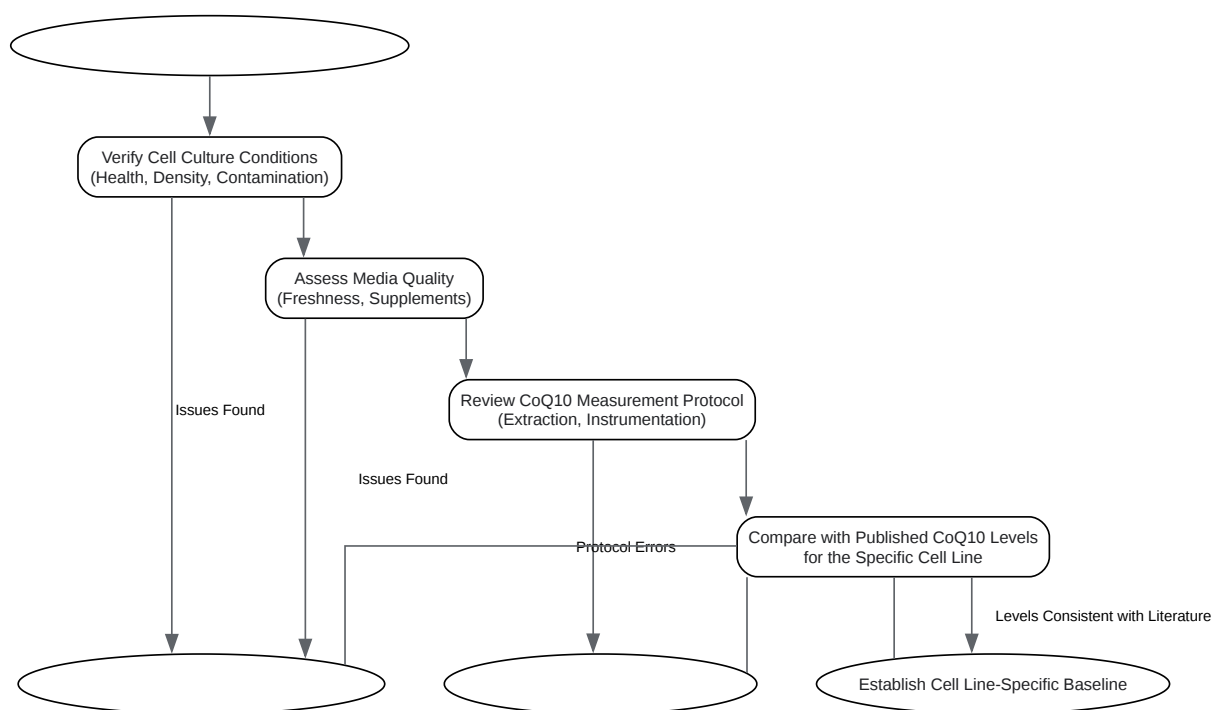 Verify Cell Culture Conditions
(Health, Density, Contamination)
Assess Media Quality
(Freshness, Supplements)
Review CoQ10 Measurement Protocol
(Extraction, Instrumentation)
Issues Found
Issues Found
Protocol Errors
Compare with Published CoQ10 Levels
for the Specific Cell Line
Levels Consistent with Literature
Establish Cell Line-Specific Baseline